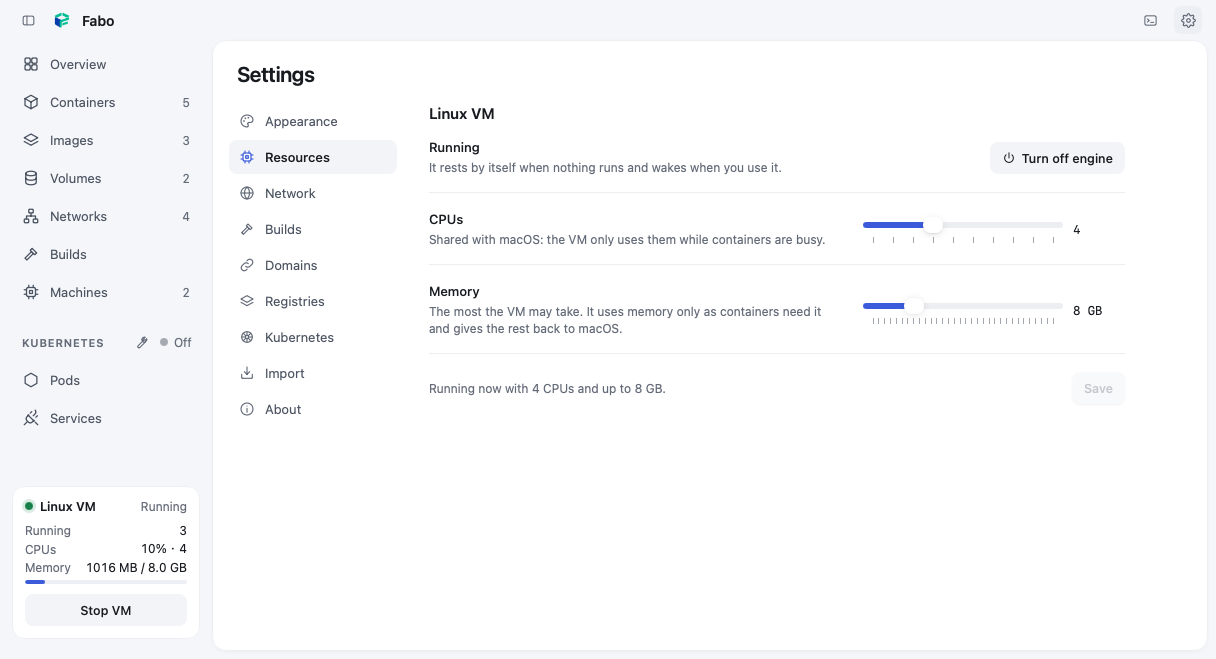 Fabo
Overview
Containers 5
Images 3
Volumes 2
Networks 4
Builds
Machines 2
KUBERNETES Off
Pods
Services
Linux VM Running
Running 3
CPUs 10% · 4
Memory 1016 MB / 8.0 GB
Stop VM
Settings
Appearance
Resources
Network
Builds
Domains
Registries
Kubernetes
Import
About
Linux VM
Running
It rests by itself when nothing runs and wakes when you use it.
Turn off engine
CPUs
Shared with macOS: the VM only uses them while containers are busy.
4
Memory
The most the VM may take. It uses memory only as containers need it
and gives the rest back to macOS.
8 GB
Running now with 4 CPUs and up to 8 GB.
Save